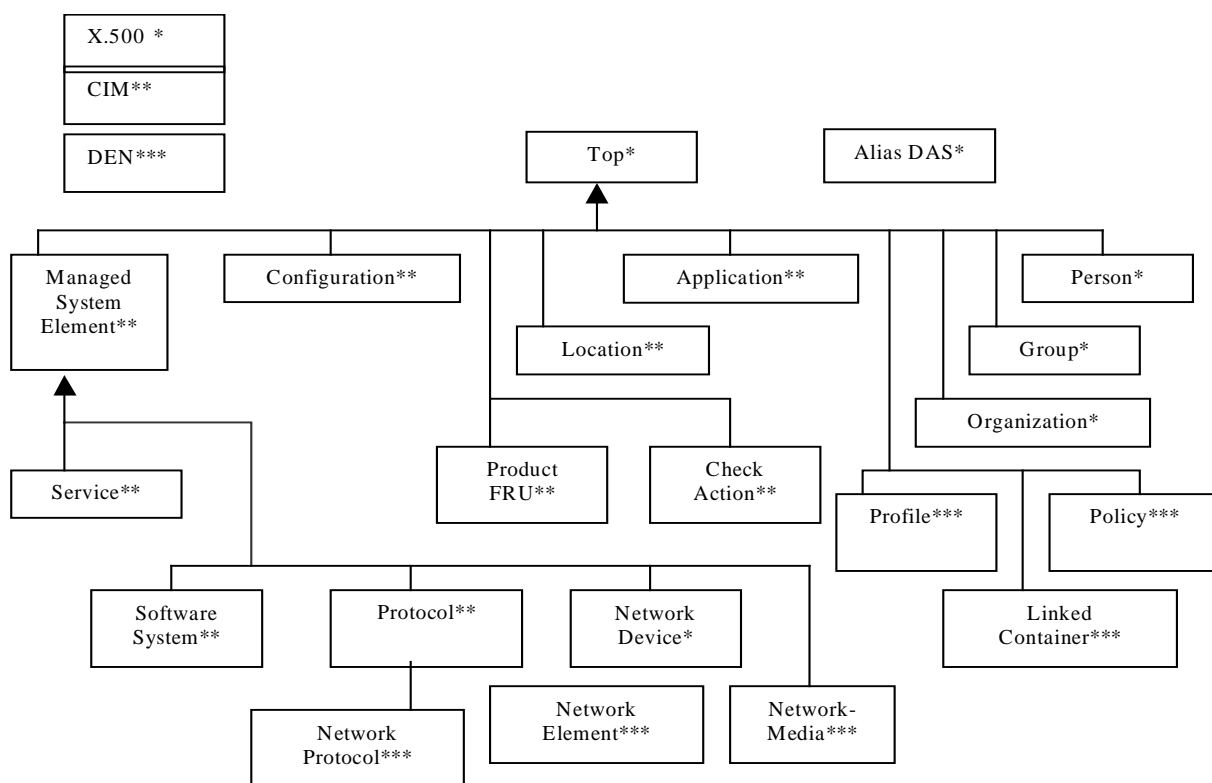 X.500 *
CIM**
DEN***
Top*
Alias DAS*
Managed
System
Element**
Configuration**
Application**
Person*
Location**
Group*
Organization*
Service**
Product
FRU**
Check
Action**
Profile***
Policy***
Software
System**
Protocol**
Network
Device*
Linked
Container***
Network
Protocol***
Network
Element***
Network-
Media***